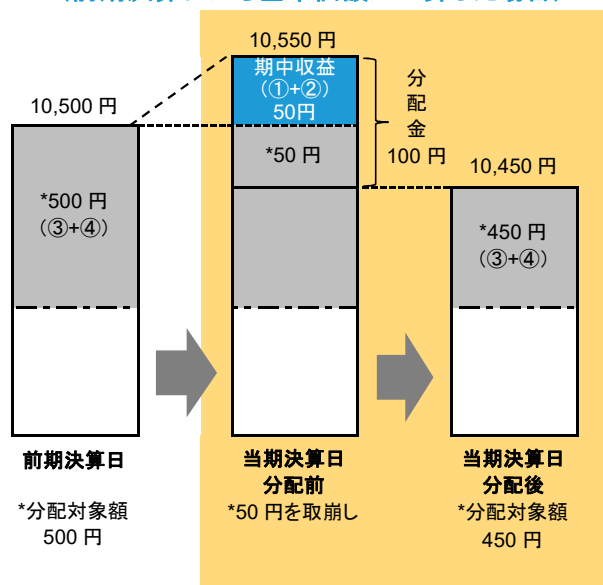 10,550 円
期中収益
(①+②)
50円
分
配
金
100 円
10,500 円
*50 円
10,450 円
*500 円
(③+④)
*450 円
(③+④)
前期決算日
当期決算日
分配前
当期決算日
分配後
*分配対象額
500 円
*50 円を取崩し
*分配対象額
450 円